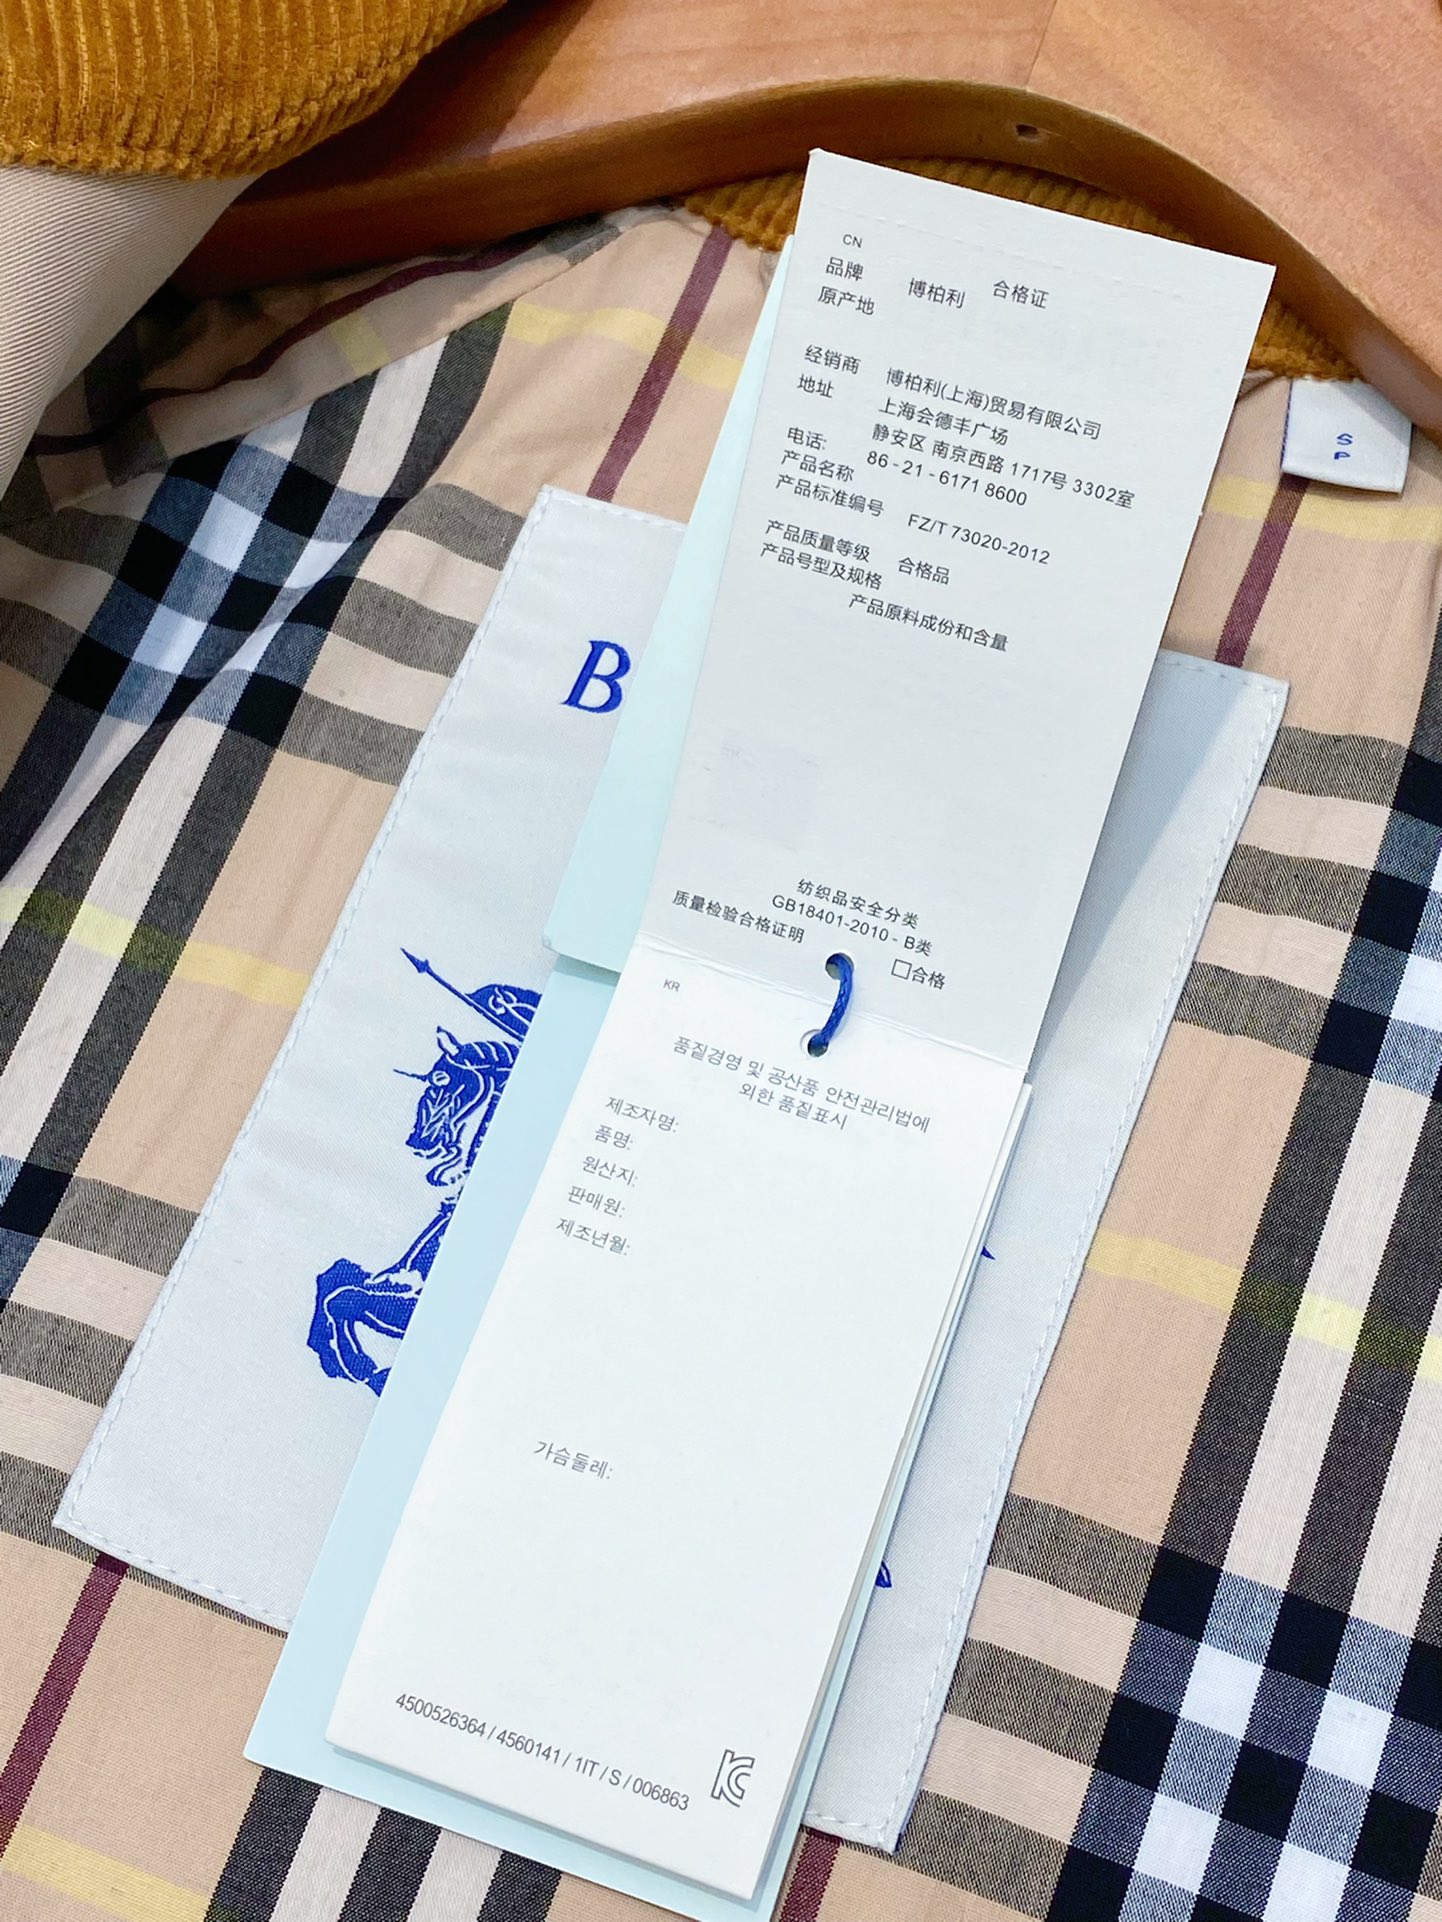 CN
合格证
品牌 博柏利
原产地
经销商 博柏利(上海)贸易有限公司
地址 上海会德丰广场
静安区 南京西路 1717号 3302室
电话: 86 - 21 - 6171 8600
产品名称
产品标准编号 FZ/T 73020-2012
产品质量等级 合格品
产品号型及规格
产品原料成份和含量
纺织品安全分类
GB18401-2010 - B类
质量检验合格证明 □合格
KR
품질경영 및 공산품 안전관리법에
외한 품질표시
제조자명:
품명:
원산지:
판매원:
제조년월:
가슴둘레:
4500526364 / 4560141 / 1IT / S / 006863
B
S
P